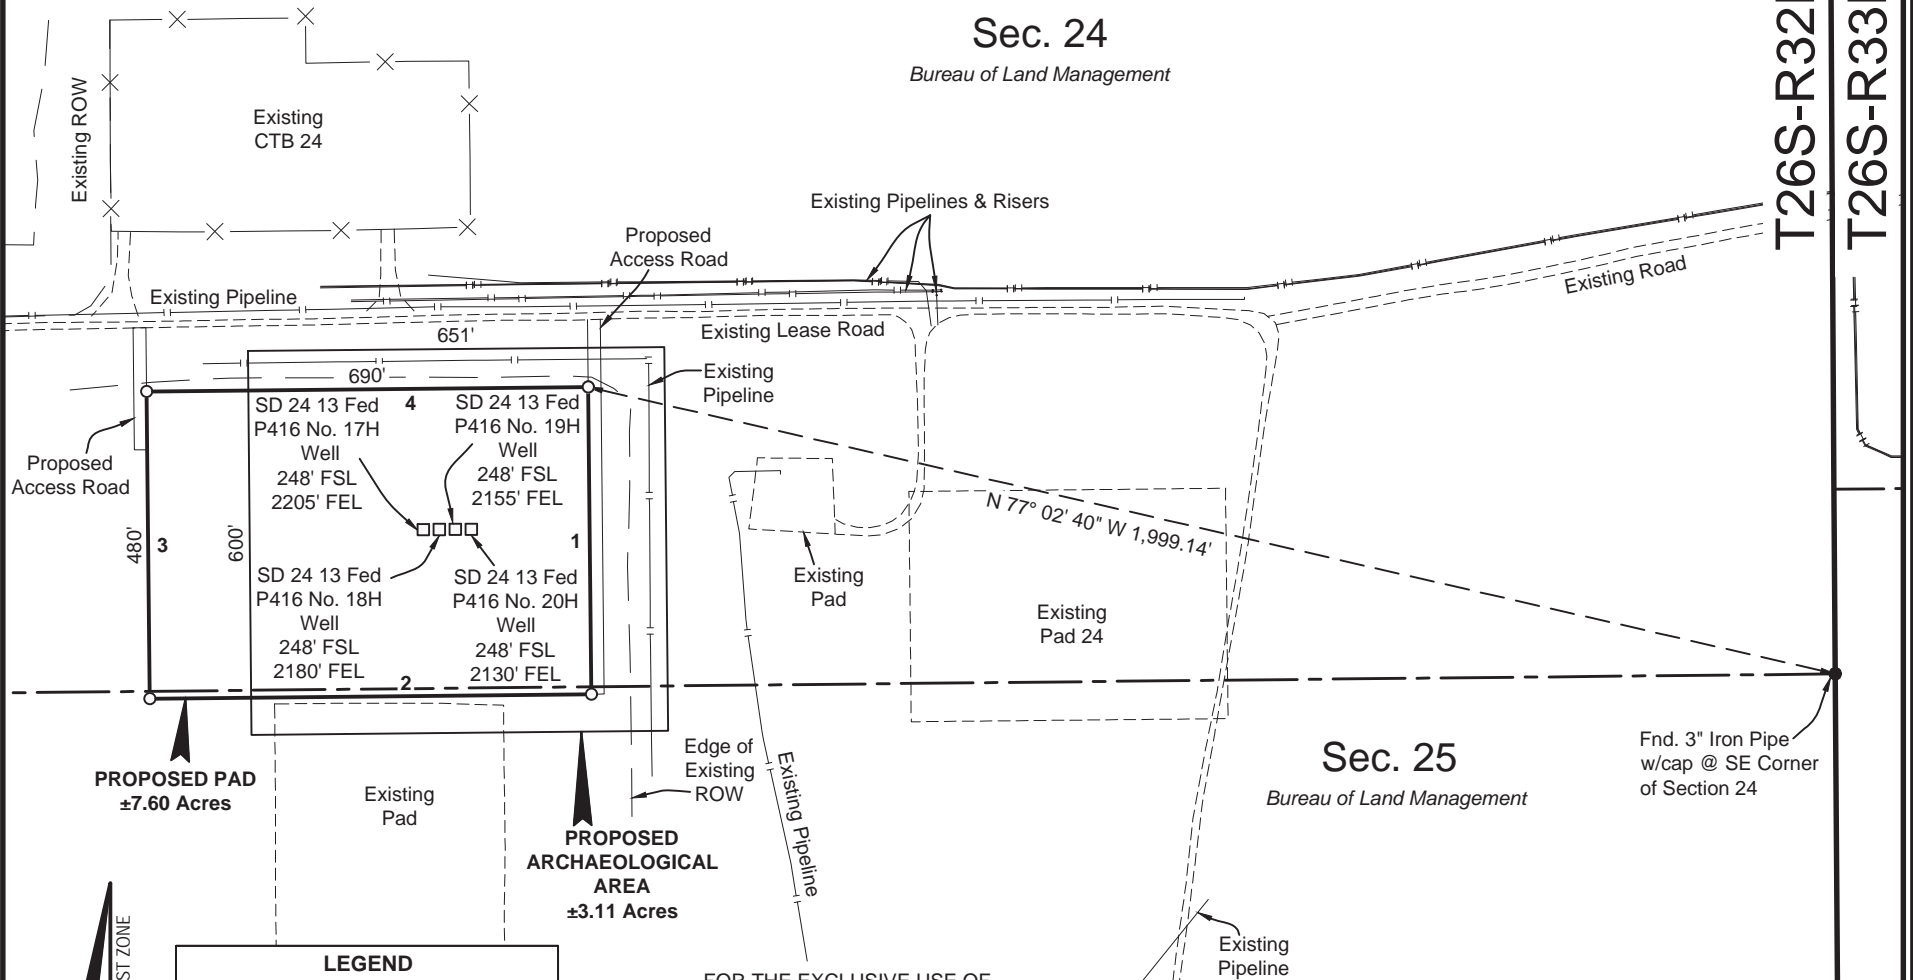 Sec. 24
Bureau of Land Management
T26S-R32
T26S-R33
Existing ROW
Existing
CTB 24
Existing Pipelines & Risers
Proposed
Access Road
Existing Pipeline
Existing Road
Existing Lease Road
651'
690'
Existing
Pipeline
SD 24 13 Fed
P416 No. 17H
Well
248' FSL
2205' FEL
4
SD 24 13 Fed
P416 No. 19H
Well
248' FSL
2155' FEL
Proposed
Access Road
480'
3
600'
1
N 77° 02' 40" W 1,999.14'
SD 24 13 Fed
P416 No. 18H
Well
248' FSL
2180' FEL
SD 24 13 Fed
P416 No. 20H
Well
248' FSL
2130' FEL
2
Existing
Pad
Existing
Pad 24
Sec. 25
Bureau of Land Management
Fnd. 3" Iron Pipe
w/cap @ SE Corner
of Section 24
Edge of
Existing
ROW
Existing Pipeline
PROPOSED PAD
±7.60 Acres
Existing
Pad
PROPOSED
ARCHAEOLOGICAL
AREA
±3.11 Acres
ST ZONE
LEGEND
Existing
Pipeline
FOR THE EXCLUSIVE USE OF